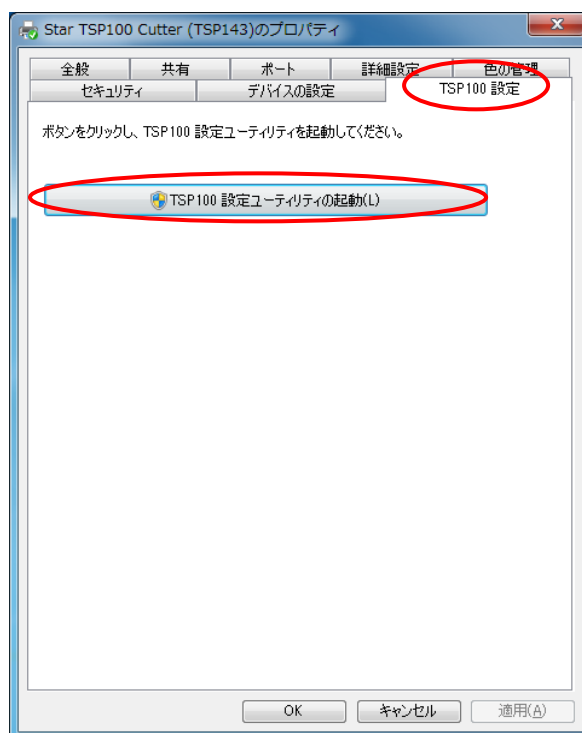 Star TSP100 Cutter (TSP143)のプロパティ
全般 共有 ポート 詳細設定 色の管理
セキュリティ デバイスの設定 TSP100 設定
ボタンをクリックし、TSP100 設定ユーティリティを起動してください。
TSP100 設定ユーティリティの起動(L)
OK キャンセル 適用(A)